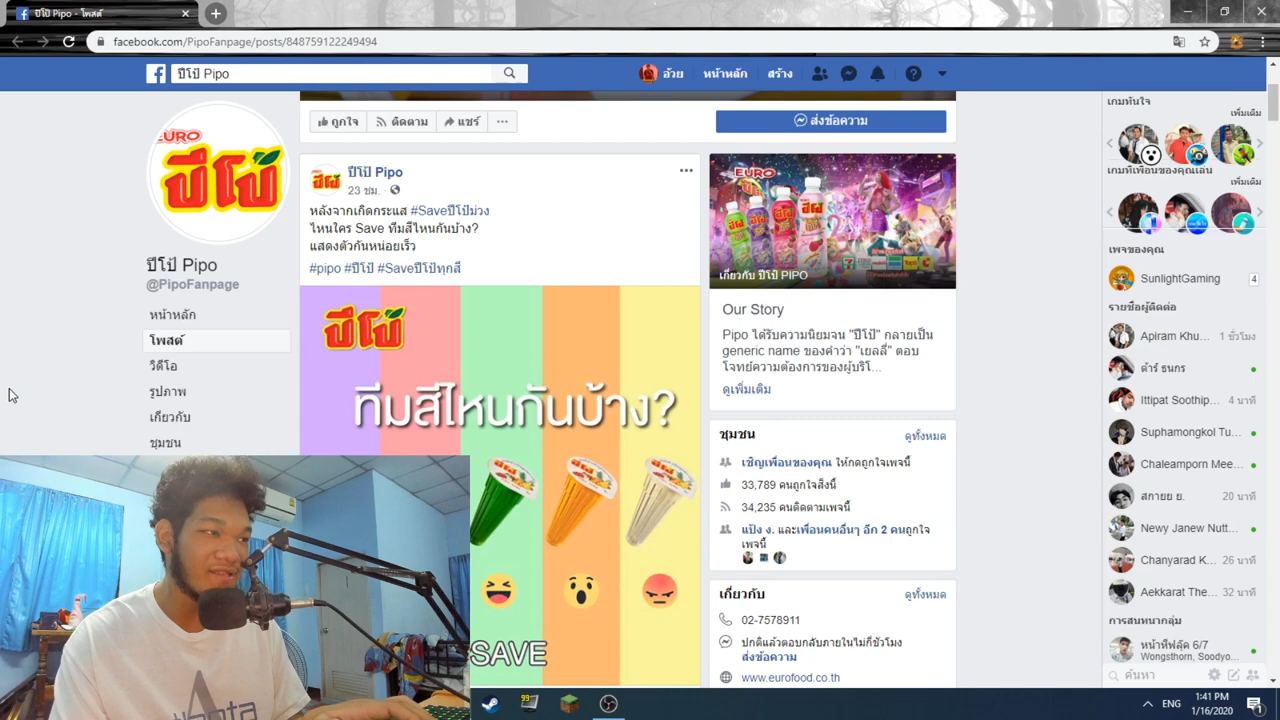 ปีโป้ Pipo - โพสต์
facebook.com/PipoFanpage/posts/848759122249494
ปีโป้ Pipo
อ้วย
หน้าหลัก
สร้าง
ถูกใจ
ติดตาม
แชร์
ส่งข้อความ
EURO
ปีโป้
ปีโป้ Pipo
@PipoFanpage
หน้าหลัก
โพสต์
วิดีโอ
รูปภาพ
เกี่ยวกับ
ชุมชน
ปีโป้ Pipo
23 ชม.
หลังจากเกิดกระแส #Saveปีโป้ม่วง
ไหนใคร Save ทีมสีไหนกันบ้าง?
แสดงตัวกันหน่อยเร็ว
#pipo #ปีโป้ #Saveปีโป้ทุกสี
ปีโป้
ทีมสีไหนกันบ้าง?
SAVE
EURO
ปีโป้
เกี่ยวกับ ปีโป้ PIPO
Our Story
Pipo ได้รับความนิยมจน "ปีโป้" กลายเป็น
generic name ของคำว่า "เยลลี่" ตอบ
โจทย์ความต้องการของผู้บริโ...
ดูเพิ่มเติม
ชุมชน
ดูทั้งหมด
เชิญเพื่อนของคุณ ให้กดถูกใจเพจนี้
33,789 คนถูกใจสิ่งนี้
34,235 คนติดตามเพจนี้
แป้ง ง. และเพื่อนคนอื่นๆ อีก 2 คนถูกใจ
เพจนี้
เกี่ยวกับ
ดูทั้งหมด
02-7578911
ปกติแล้วตอบกลับภายในไม่กี่ชั่วโมง
ส่งข้อความ
www.eurofood.co.th
เกมทันใจ
เพิ่มเติม
เกมที่เพื่อนของคุณเล่น
เพิ่มเติม
เพจของคุณ
SunlightGaming
4
รายชื่อผู้ติดต่อ
Apiram Khu...
1 ชั่วโมง
ต้าร์ ธนกร
Ittipat Soothip...
4 นาที
Suphamongkol Tu...
Chaleamporn Mee...
สกายย ย.
20 นาที
Newy Janew Nutt...
Chanyarad K...
26 นาที
Aekkarat The...
32 นาที
การสนทนากลุ่ม
หน้าที่ฟลุ๊ค 6/7
Wongsthorn, Soodyo...
ค้นหา
99
ENG
1:41 PM
1/16/2020
1